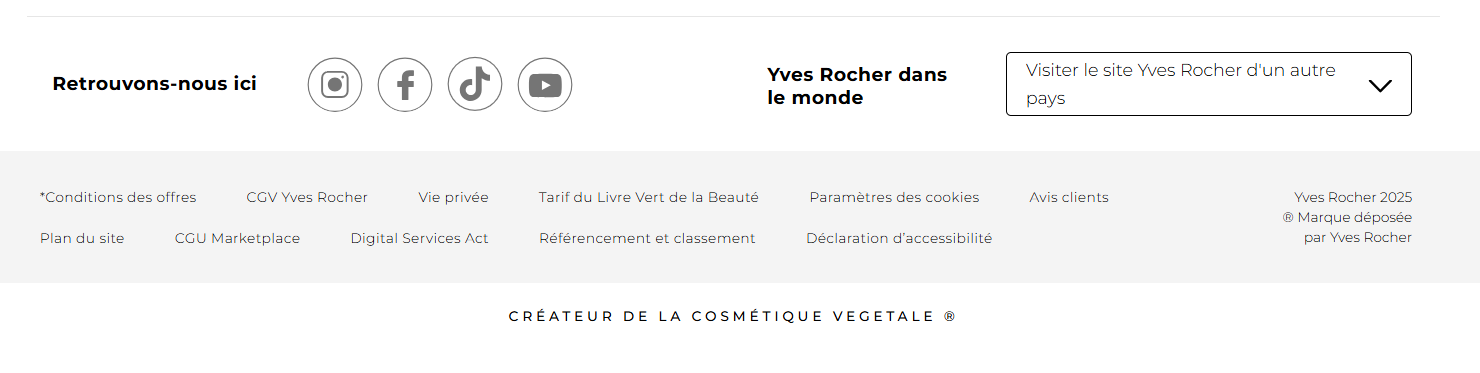 Retrouvons-nous ici
Yves Rocher dans
le monde
Visiter le site Yves Rocher d'un autre
pays
*Conditions des offres CGV Yves Rocher Vie privée Tarif du Livre Vert de la Beauté Paramètres des cookies Avis clients
Plan du site CGU Marketplace Digital Services Act Référencement et classement Déclaration d'accessibilité
Yves Rocher 2025
® Marque déposée
par Yves Rocher
CRÉATEUR DE LA COSMÉTIQUE VEGETALE ®